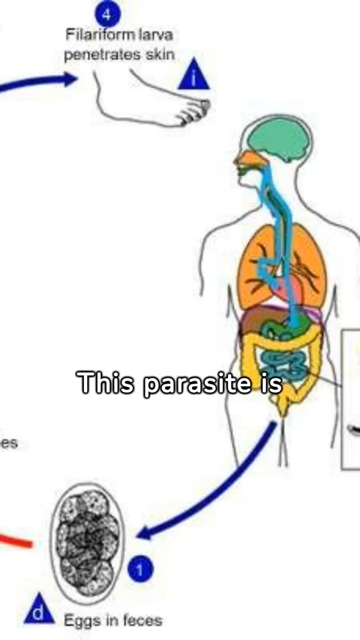 4
Filariform larva
penetrates skin
i
This parasite is
es
1
d
Eggs in feces